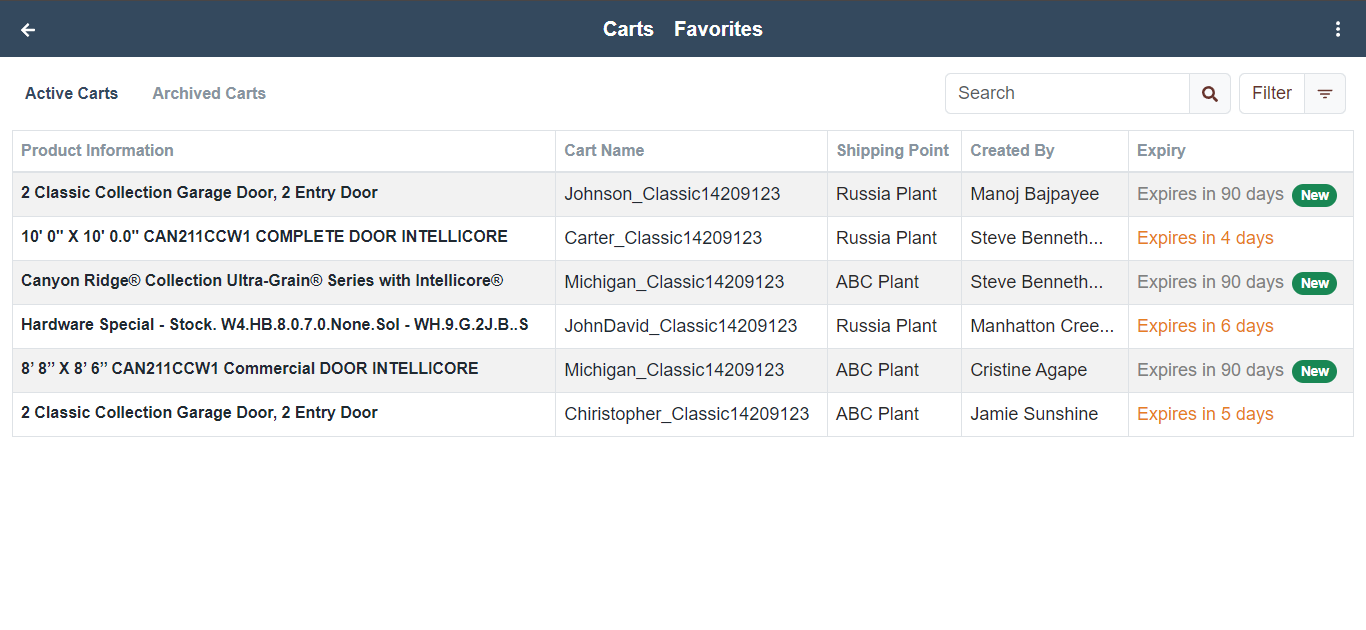 Carts Favorites
Active Carts Archived Carts Search Filter
Product Information Cart Name Shipping Point Created By Expiry
2 Classic Collection Garage Door, 2 Entry Door Johnson_Classic14209123 Russia Plant Manoj Bajpayee Expires in 90 days New
10' 0" X 10' 0.0" CAN211CCW1 COMPLETE DOOR INTELLICORE Carter_Classic14209123 Russia Plant Steve Benneth... Expires in 4 days
Canyon Ridge® Collection Ultra-Grain® Series with Intellicore® Michigan_Classic14209123 ABC Plant Steve Benneth... Expires in 90 days New
Hardware Special - Stock. W4.HB.8.0.7.0.None.Sol - WH.9.G.2J.B..S JohnDavid_Classic14209123 Russia Plant Manhatton Cree... Expires in 6 days
8’ 8” X 8’ 6” CAN211CCW1 Commercial DOOR INTELLICORE Michigan_Classic14209123 ABC Plant Cristine Agape Expires in 90 days New
2 Classic Collection Garage Door, 2 Entry Door Chiristopher_Classic14209123 ABC Plant Jamie Sunshine Expires in 5 days